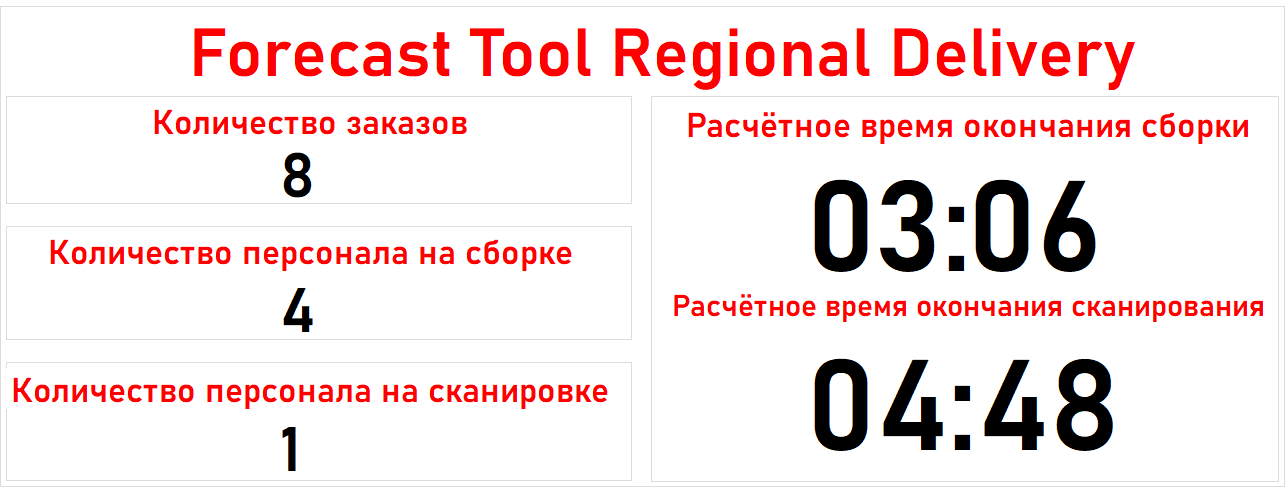 Forecast Tool Regional Delivery
Количество заказов
8
Количество персонала на сборке
4
Количество персонала на сканировке
1
Расчётное время окончания сборки
03:06
Расчётное время окончания сканирования
04:48